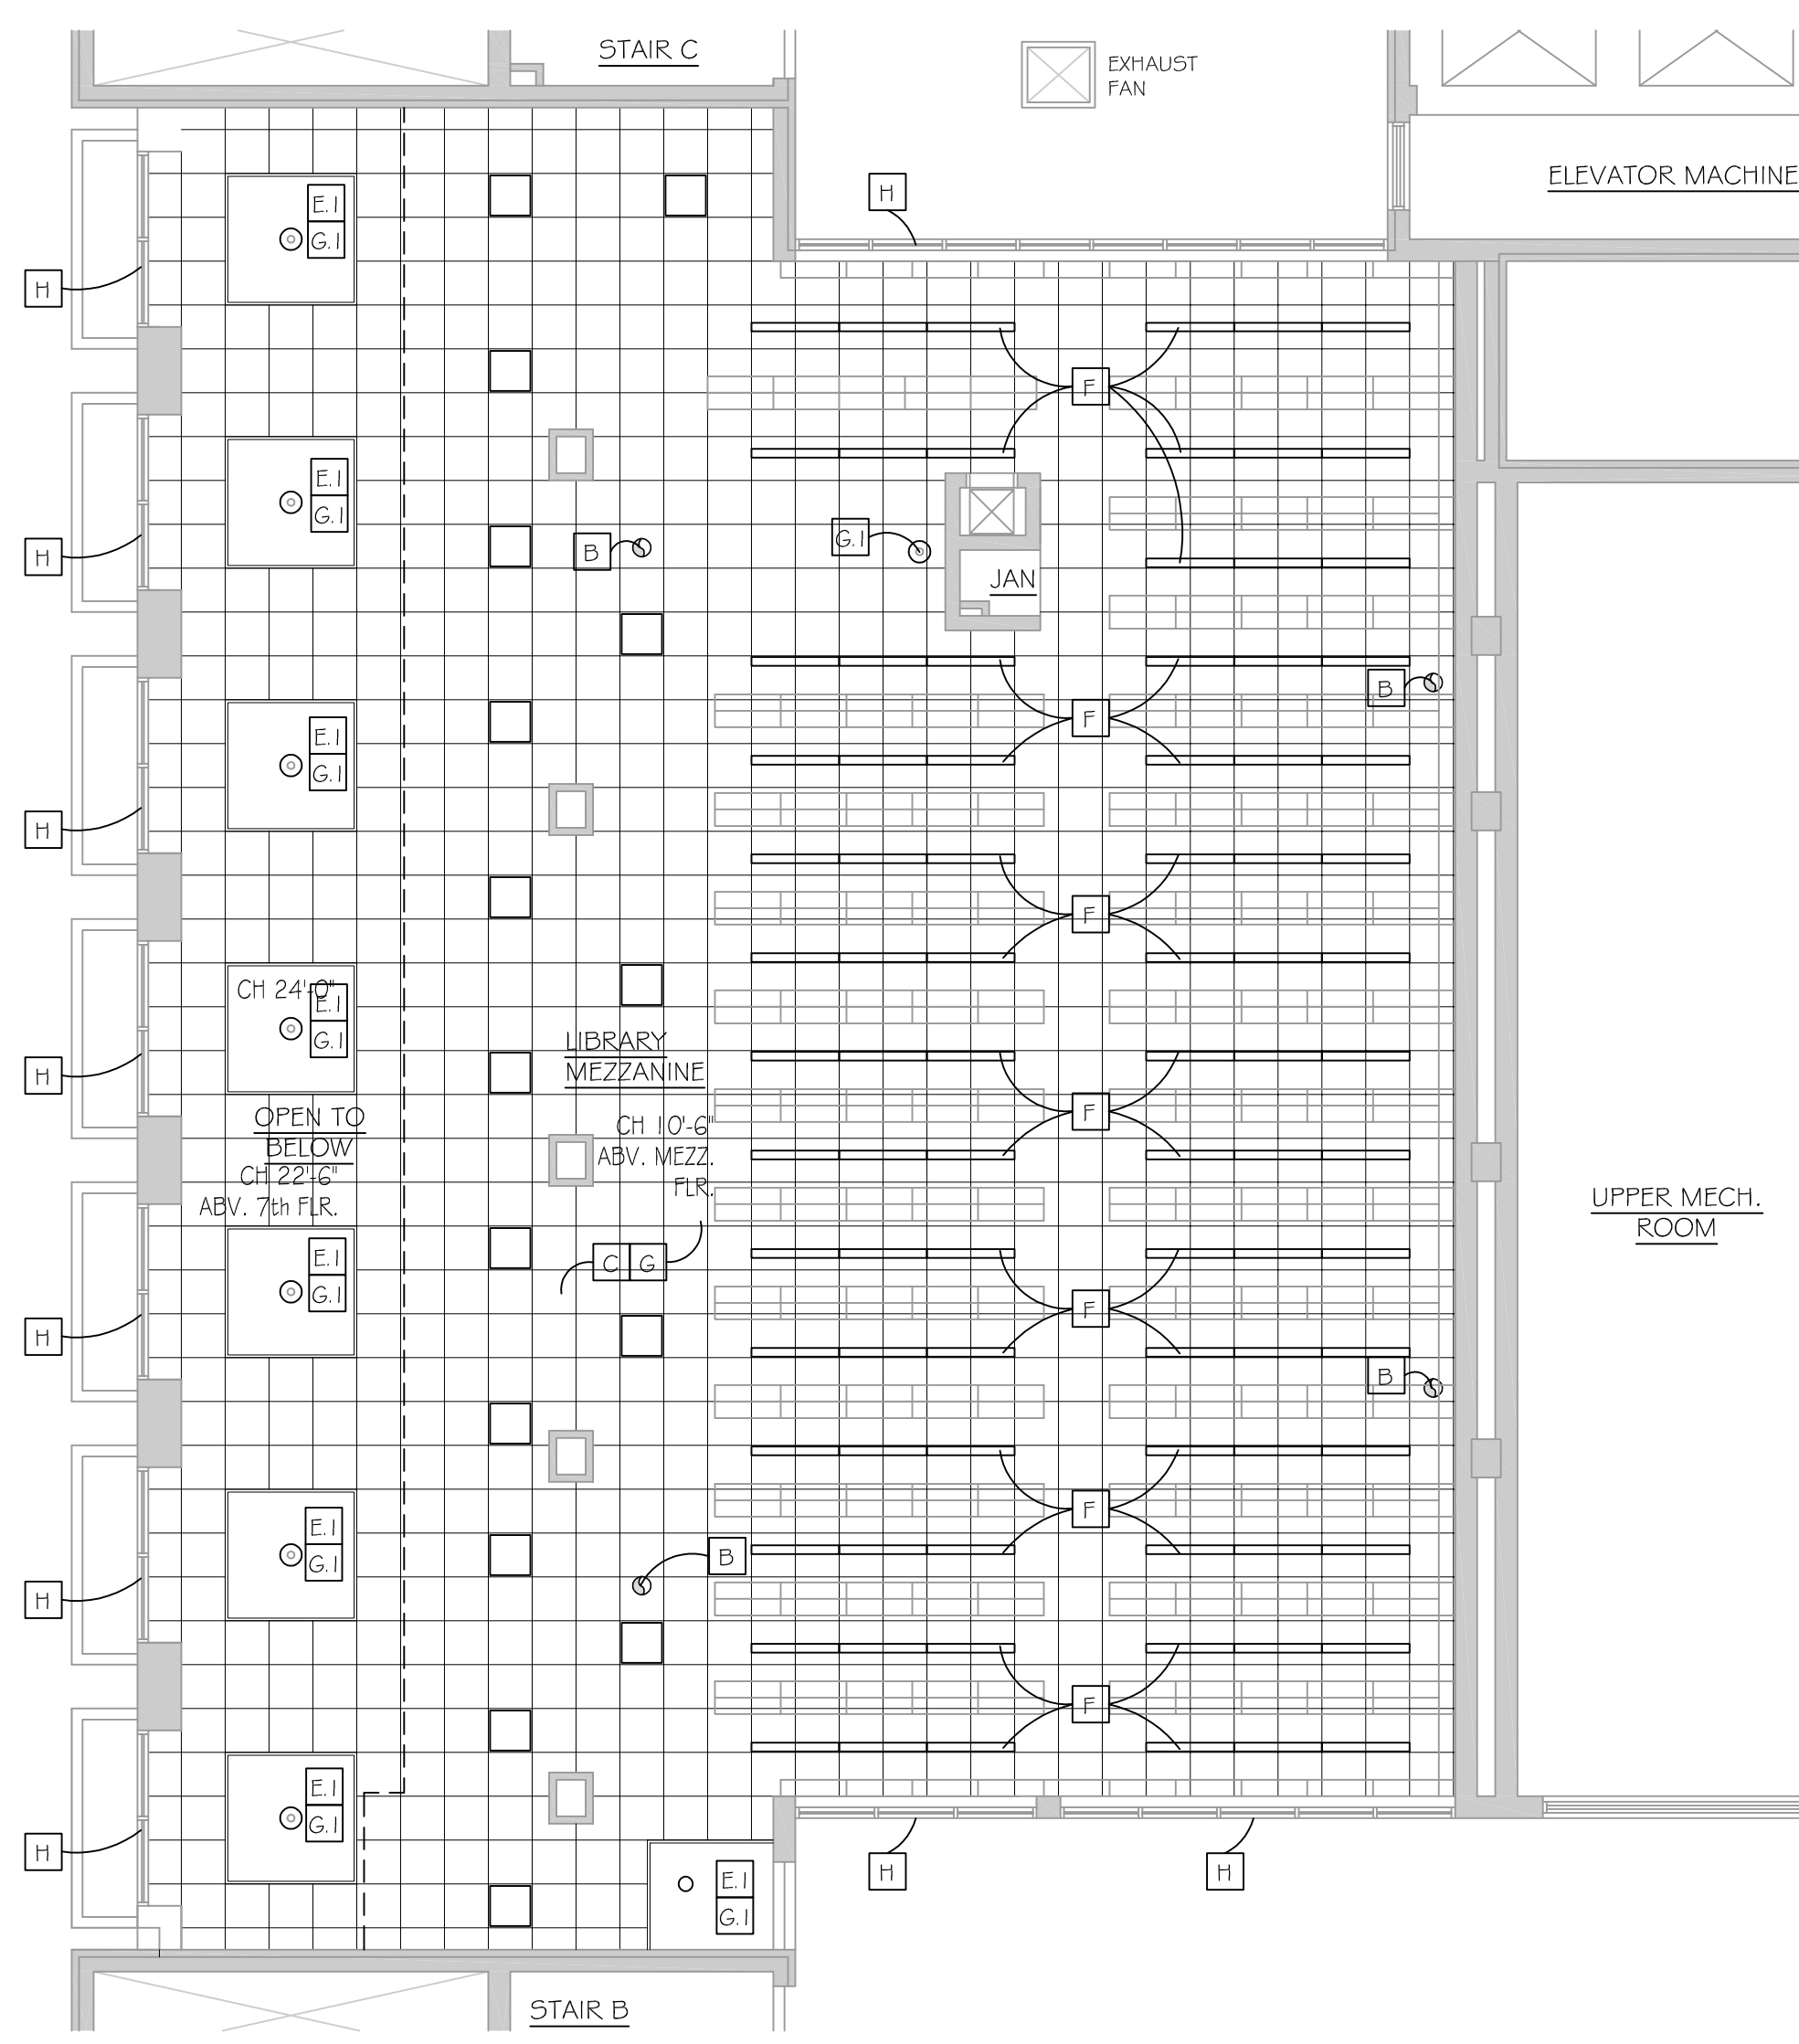 STAIR C
EXHAUST
FAN
ELEVATOR MACHINE
H
E.1
G.1
H
F
E.1
G.1
B
G.1
H
JAN
B
E.1
G.1
F
H
F
CH 24'-0"
E.1
G.1
LIBRARY
MEZZANINE
H
OPEN TO
BELOW
CH 22'-6"
ABV. 7th FLR.
CH 10'-6"
ABV. MEZZ.
FLR.
F
UPPER MECH.
ROOM
E.1
G.1
C G
F
H
B
E.1
G.1
F
B
H
F
E.1
G.1
H
H
H
E.1
G.1
STAIR B